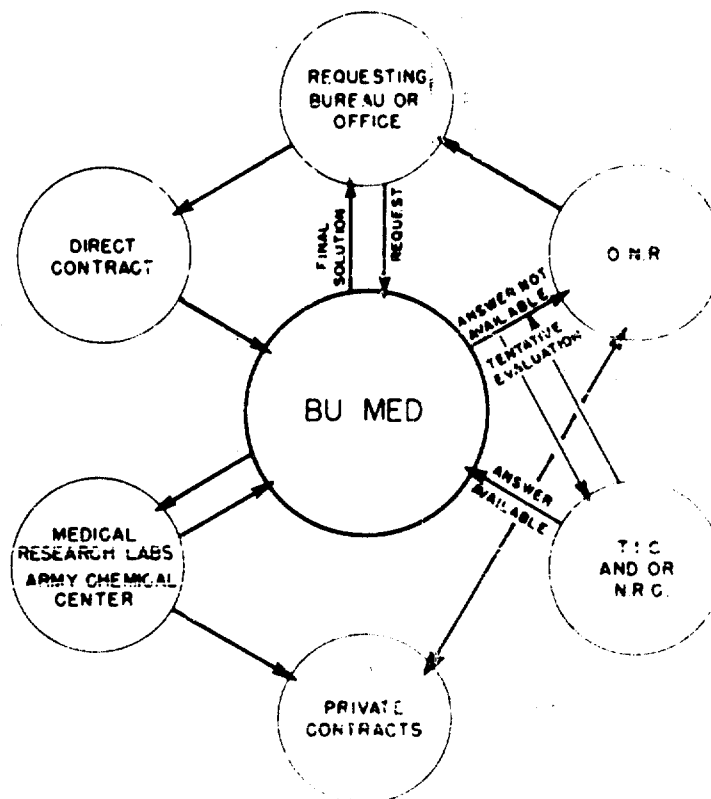 REQUESTING
BUREAU OR
OFFICE
DIRECT
CONTRACT
FINAL
SOLUTION
REQUEST
O.N.R
ANSWER NOT
AVAILABLE
TENTATIVE
EVALUATION
BU MED
ANSWER
AVAILABLE
MEDICAL
RESEARCH LABS
ARMY CHEMICAL
CENTER
T.I.C
AND OR
N.R.C.
PRIVATE
CONTRACTS